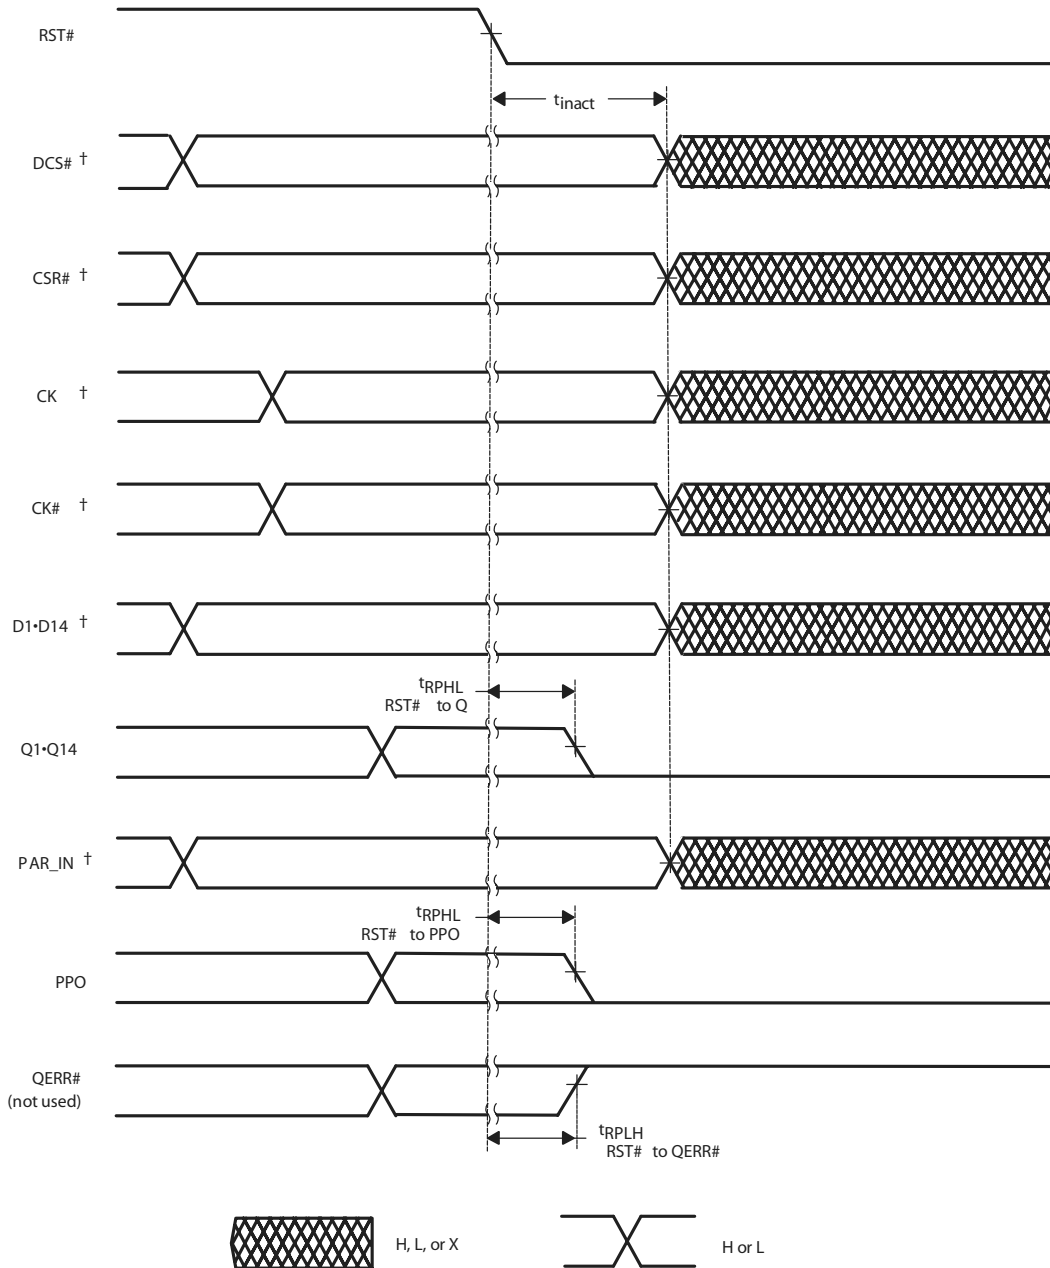 RST#
tinact
DCS# †
CSR# †
CK †
CK# †
D1•D14 †
tRPHL
RST# to Q
Q1•Q14
PAR_IN †
tRPHL
RST# to PPO
PPO
QERR#
(not used)
tRPLH
RST# to QERR#
H, L, or X
H or L